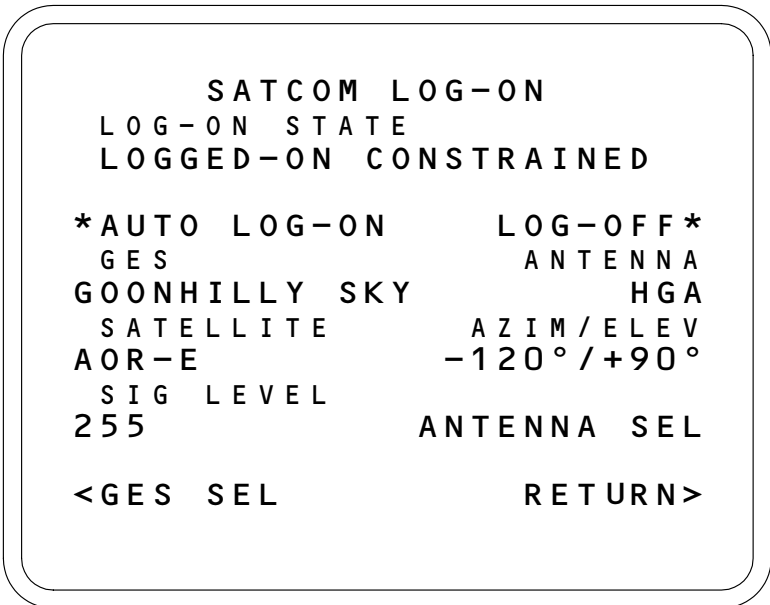 SATCOM LOG-ON
LOG-ON STATE
LOGGED-ON CONSTRAINED
*AUTO LOG-ON LOG-OFF*
GES ANTENNA
GOONHILLY SKY HGA
SATELLITE AZIM/ELEV
AOR-E -120°/+90°
SIG LEVEL
255 ANTENNA SEL
<GES SEL RETURN>